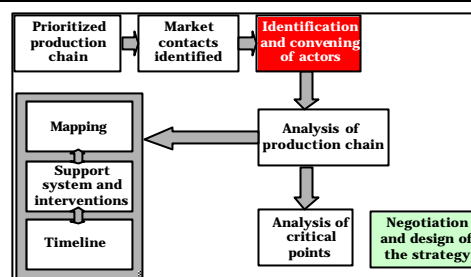 Prioritized
production
chain
Market
contacts
identified
Identification
and convening
of actors
Mapping
Support
system and
interventions
Timeline
Analysis of
production chain
Analysis of
critical
points
Negotiation
and design of
the strategy